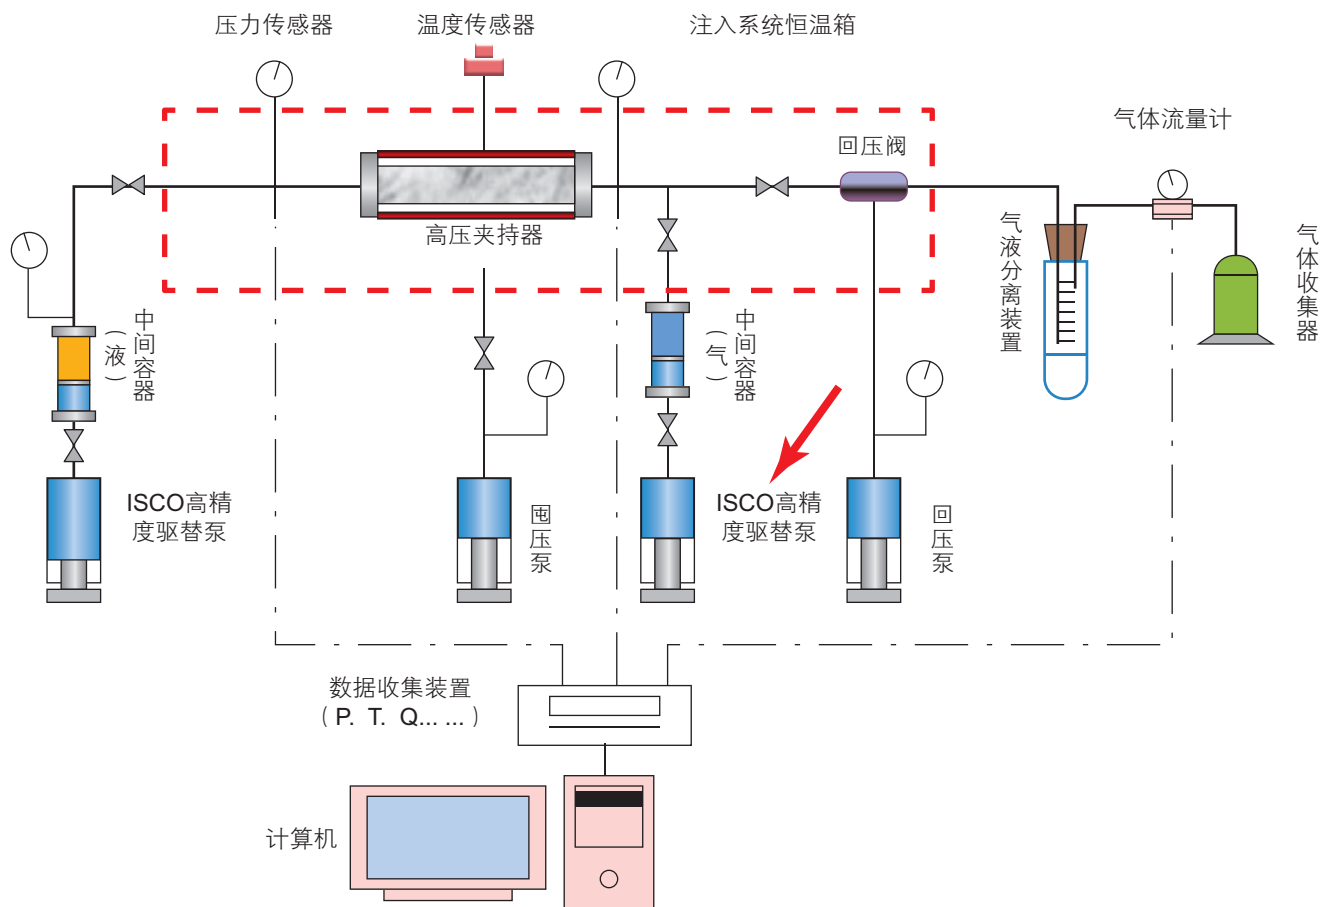 压力传感器
温度传感器
注入系统恒温箱
气体流量计
回压阀
高压夹持器
气液分离装置
气体收集器
中间容器
（液）
中间容器
（气）
ISCO高精
度驱替泵
囤压泵
ISCO高精
度驱替泵
回压泵
数据收集装置
（P. T. Q... ...）
计算机